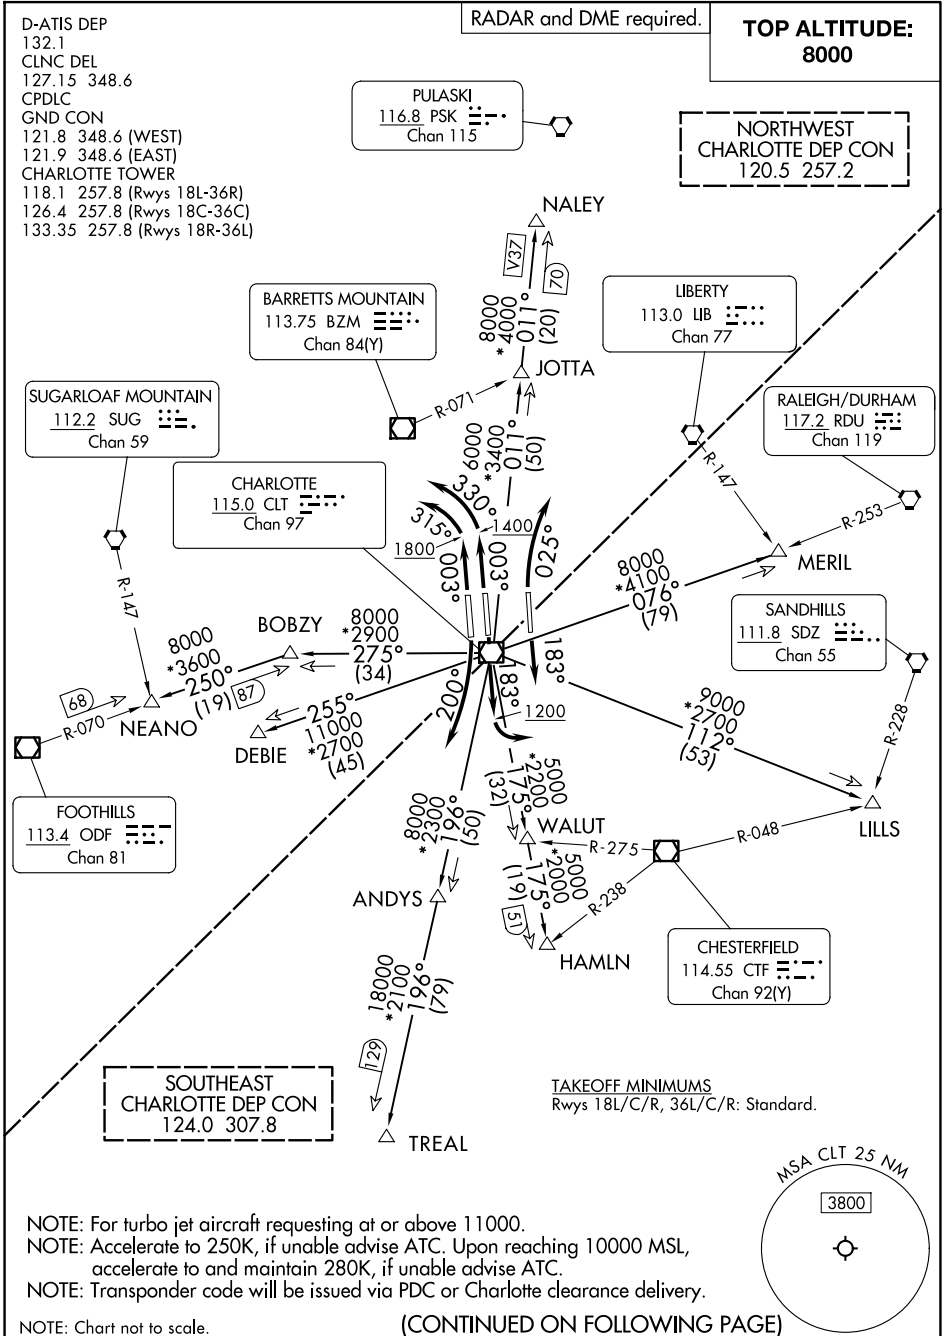 D-ATIS DEP
132.1
CLNC DEL
127.15 348.6
CPDLC
GND CON
121.8 348.6 (WEST)
121.9 348.6 (EAST)
CHARLOTTE TOWER
118.1 257.8 (Rwys 18L-36R)
126.4 257.8 (Rwys 18C-36C)
133.35 257.8 (Rwys 18R-36L)
RADAR and DME required.
TOP ALTITUDE:
8000
PULASKI
116.8 PSK
Chan 115
NORTHWEST
CHARLOTTE DEP CON
120.5 257.2
NALEY
V37
70
8000
*4000
011°
(20)
BARRETTS MOUNTAIN
113.75 BZM
Chan 84(Y)
LIBERTY
113.0 LIB
Chan 77
JOTTA
R-071
SUGARLOAF MOUNTAIN
112.2 SUG
Chan 59
RALEIGH/DURHAM
117.2 RDU
Chan 119
6000
*3400
011°
(50)
R-147
CHARLOTTE
115.0 CLT
Chan 97
330°
315°
1400
1800
003°
003°
025°
R-253
MERIL
8000
*4100
076°
(79)
R-147
SANDHILLS
111.8 SDZ
Chan 55
BOBZY
8000
*2900
275°
(34)
8000
*3600
250°
(19)
87
68
R-070
NEANO
DEBIE
255°
11000
*2700
(45)
200°
183°
183°
1200
9000
*2700
112°
(53)
R-228
LILLS
FOOTHILLS
113.4 ODF
Chan 81
8000
*2300
196°
(50)
5000
*2200
175°
(32)
WALUT
R-275
R-048
5000
*2000
175°
(19)
51
R-238
ANDYS
HAMLN
CHESTERFIELD
114.55 CTF
Chan 92(Y)
18000
*2100
196°
(79)
129
TREAL
SOUTHEAST
CHARLOTTE DEP CON
124.0 307.8
TAKEOFF MINIMUMS
Rwys 18L/C/R, 36L/C/R: Standard.
MSA CLT 25 NM
3800
NOTE: For turbo jet aircraft requesting at or above 11000.
NOTE: Accelerate to 250K, if unable advise ATC. Upon reaching 10000 MSL,
accelerate to and maintain 280K, if unable advise ATC.
NOTE: Transponder code will be issued via PDC or Charlotte clearance delivery.
NOTE: Chart not to scale.
(CONTINUED ON FOLLOWING PAGE)